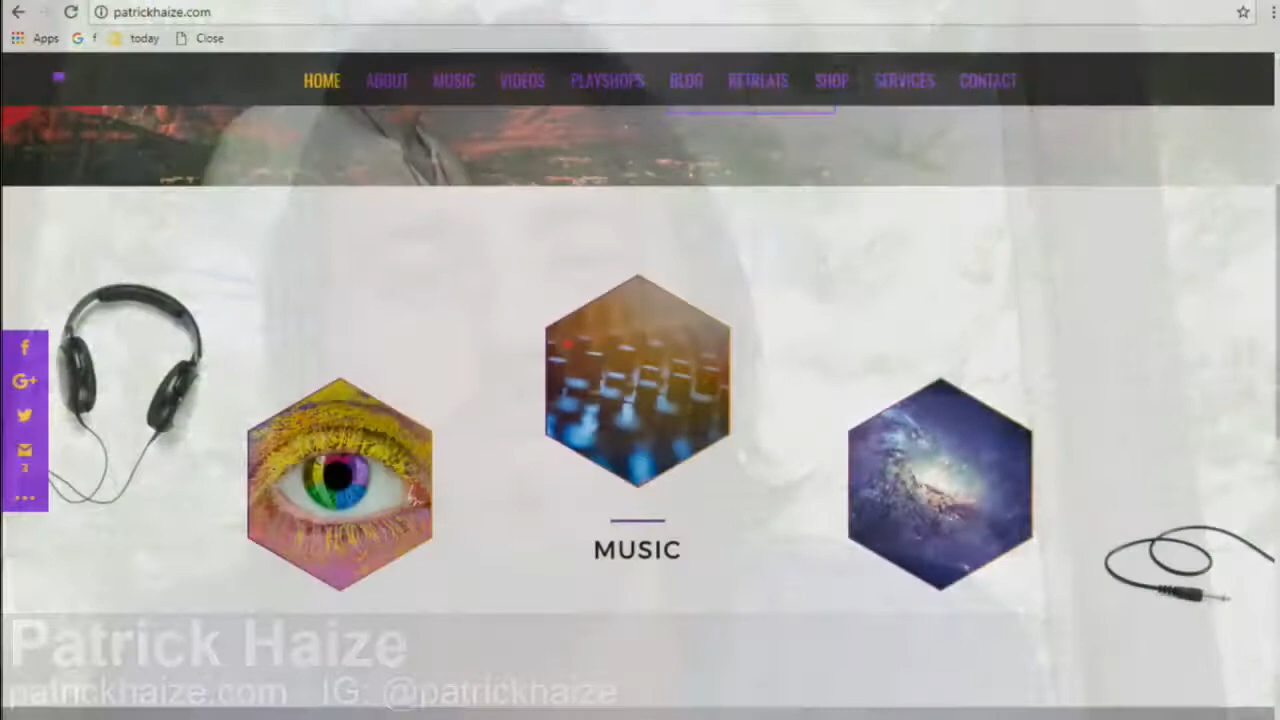 patrickhaize.com
Apps f today Close
HOME ABOUT MUSIC VIDEOS PLAYSHOPS BLOG RETREATS SHOP SERVICES CONTACT
G+
3
MUSIC
Patrick Haize
patrickhaize.com IG: @patrickhaize